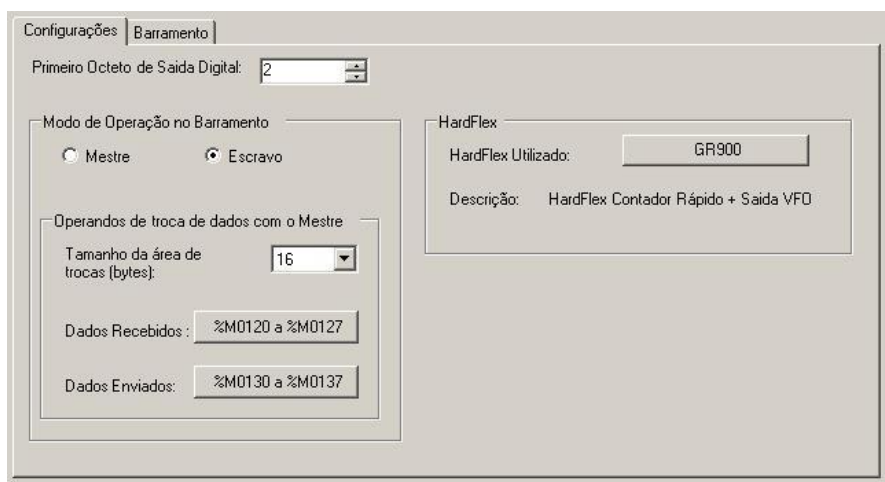 Configurações
Barramento
Primeiro Octeto de Saida Digital:
2
Modo de Operação no Barramento
Mestre
Escravo
Operandos de troca de dados com o Mestre
Tamanho da área de
trocas (bytes):
16
Dados Recebidos :
%M0120 a %M0127
Dados Enviados:
%M0130 a %M0137
HardFlex
HardFlex Utilizado:
GR900
Descrição:
HardFlex Contador Rápido + Saida VFO